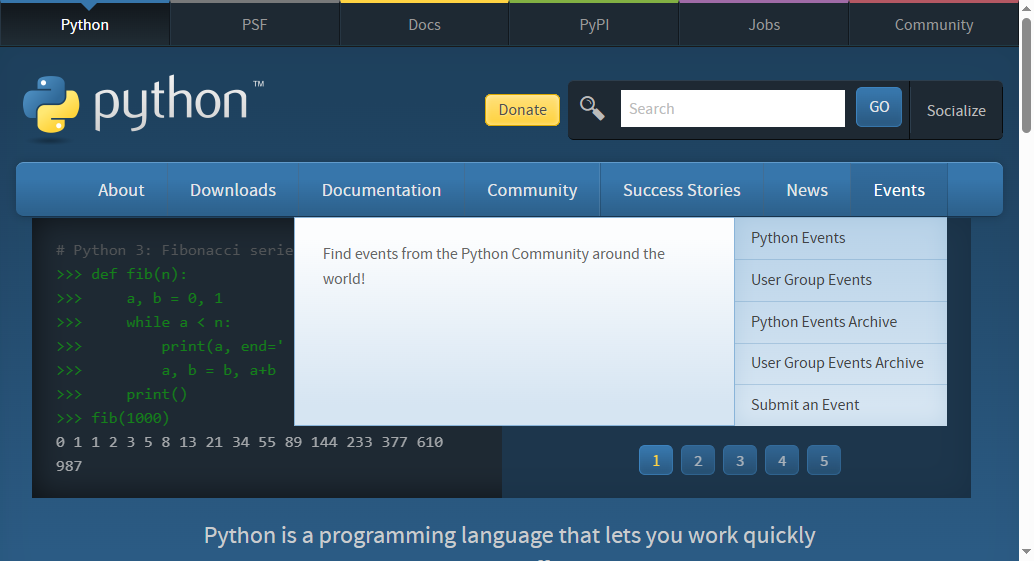 Python
PSF
Docs
PyPI
Jobs
Community
python™
Donate
Search
GO
Socialize
About
Downloads
Documentation
Community
Success Stories
News
Events
# Python 3: Fibonacci serie
>>> def fib(n):
>>>     a, b = 0, 1
>>>     while a < n:
>>>         print(a, end='
>>>         a, b = b, a+b
>>>     print()
>>> fib(1000)
0 1 1 2 3 5 8 13 21 34 55 89 144 233 377 610
987
Find events from the Python Community around the
world!
Python Events
User Group Events
Python Events Archive
User Group Events Archive
Submit an Event
1
2
3
4
5
Python is a programming language that lets you work quickly